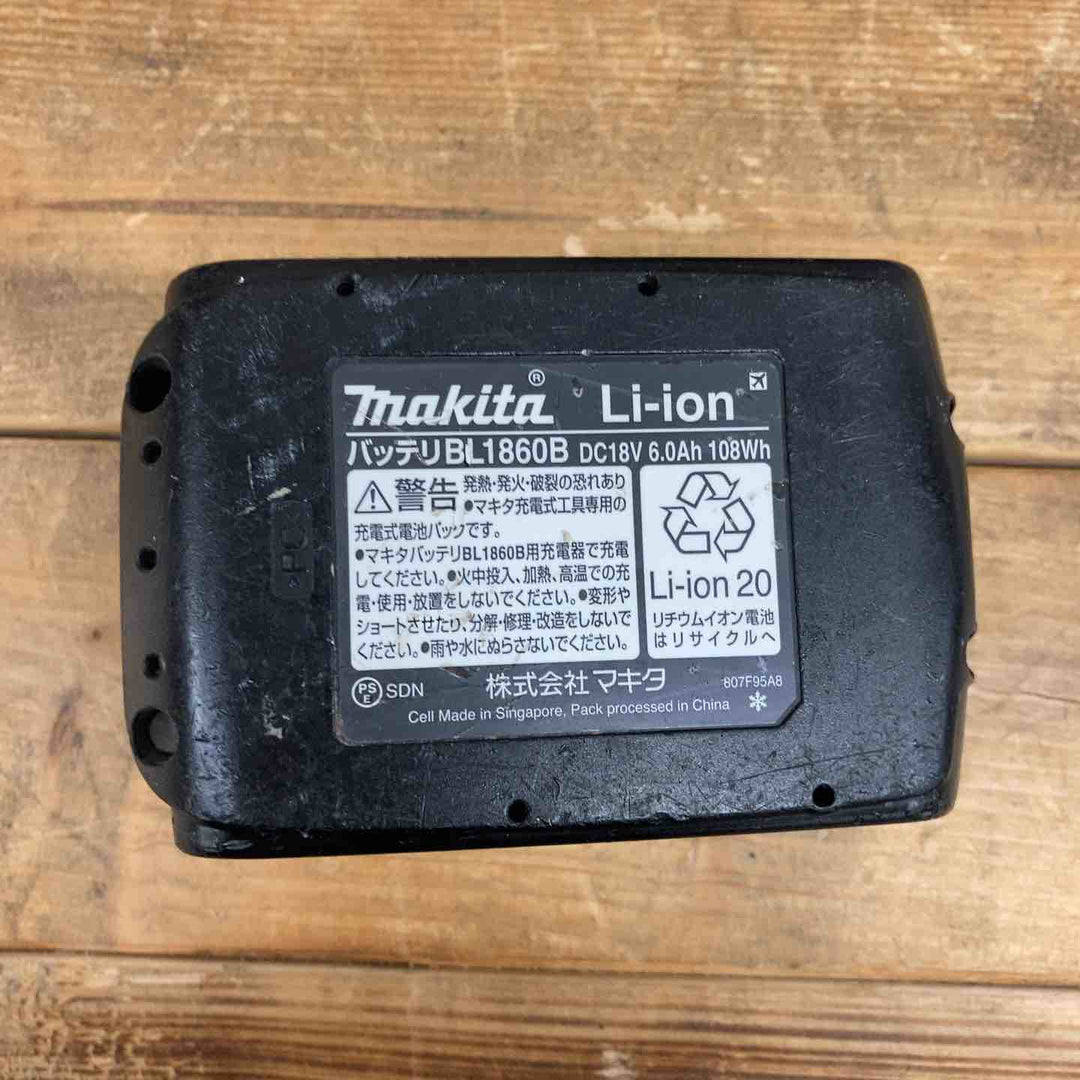 makita® Li-ion
バッテリBL1860B DC18V 6.0Ah 108Wh
警告 発熱・発火・破裂の恐れあり
●マキタ充電式工具専用の
充電式電池パックです。
●マキタバッテリBL1860B用充電器で充電
してください。●火中投入、加熱、高温での充
電・使用・放置をしないでください。●変形や
ショートさせたり、分解・修理・改造をしないで
ください。●雨や水にぬらさないでください。
Li-ion 20
リチウムイオン電池
はリサイクルへ
PSE SDN 株式会社マキタ 807F95A8
Cell Made in Singapore, Pack processed in China
>PC<